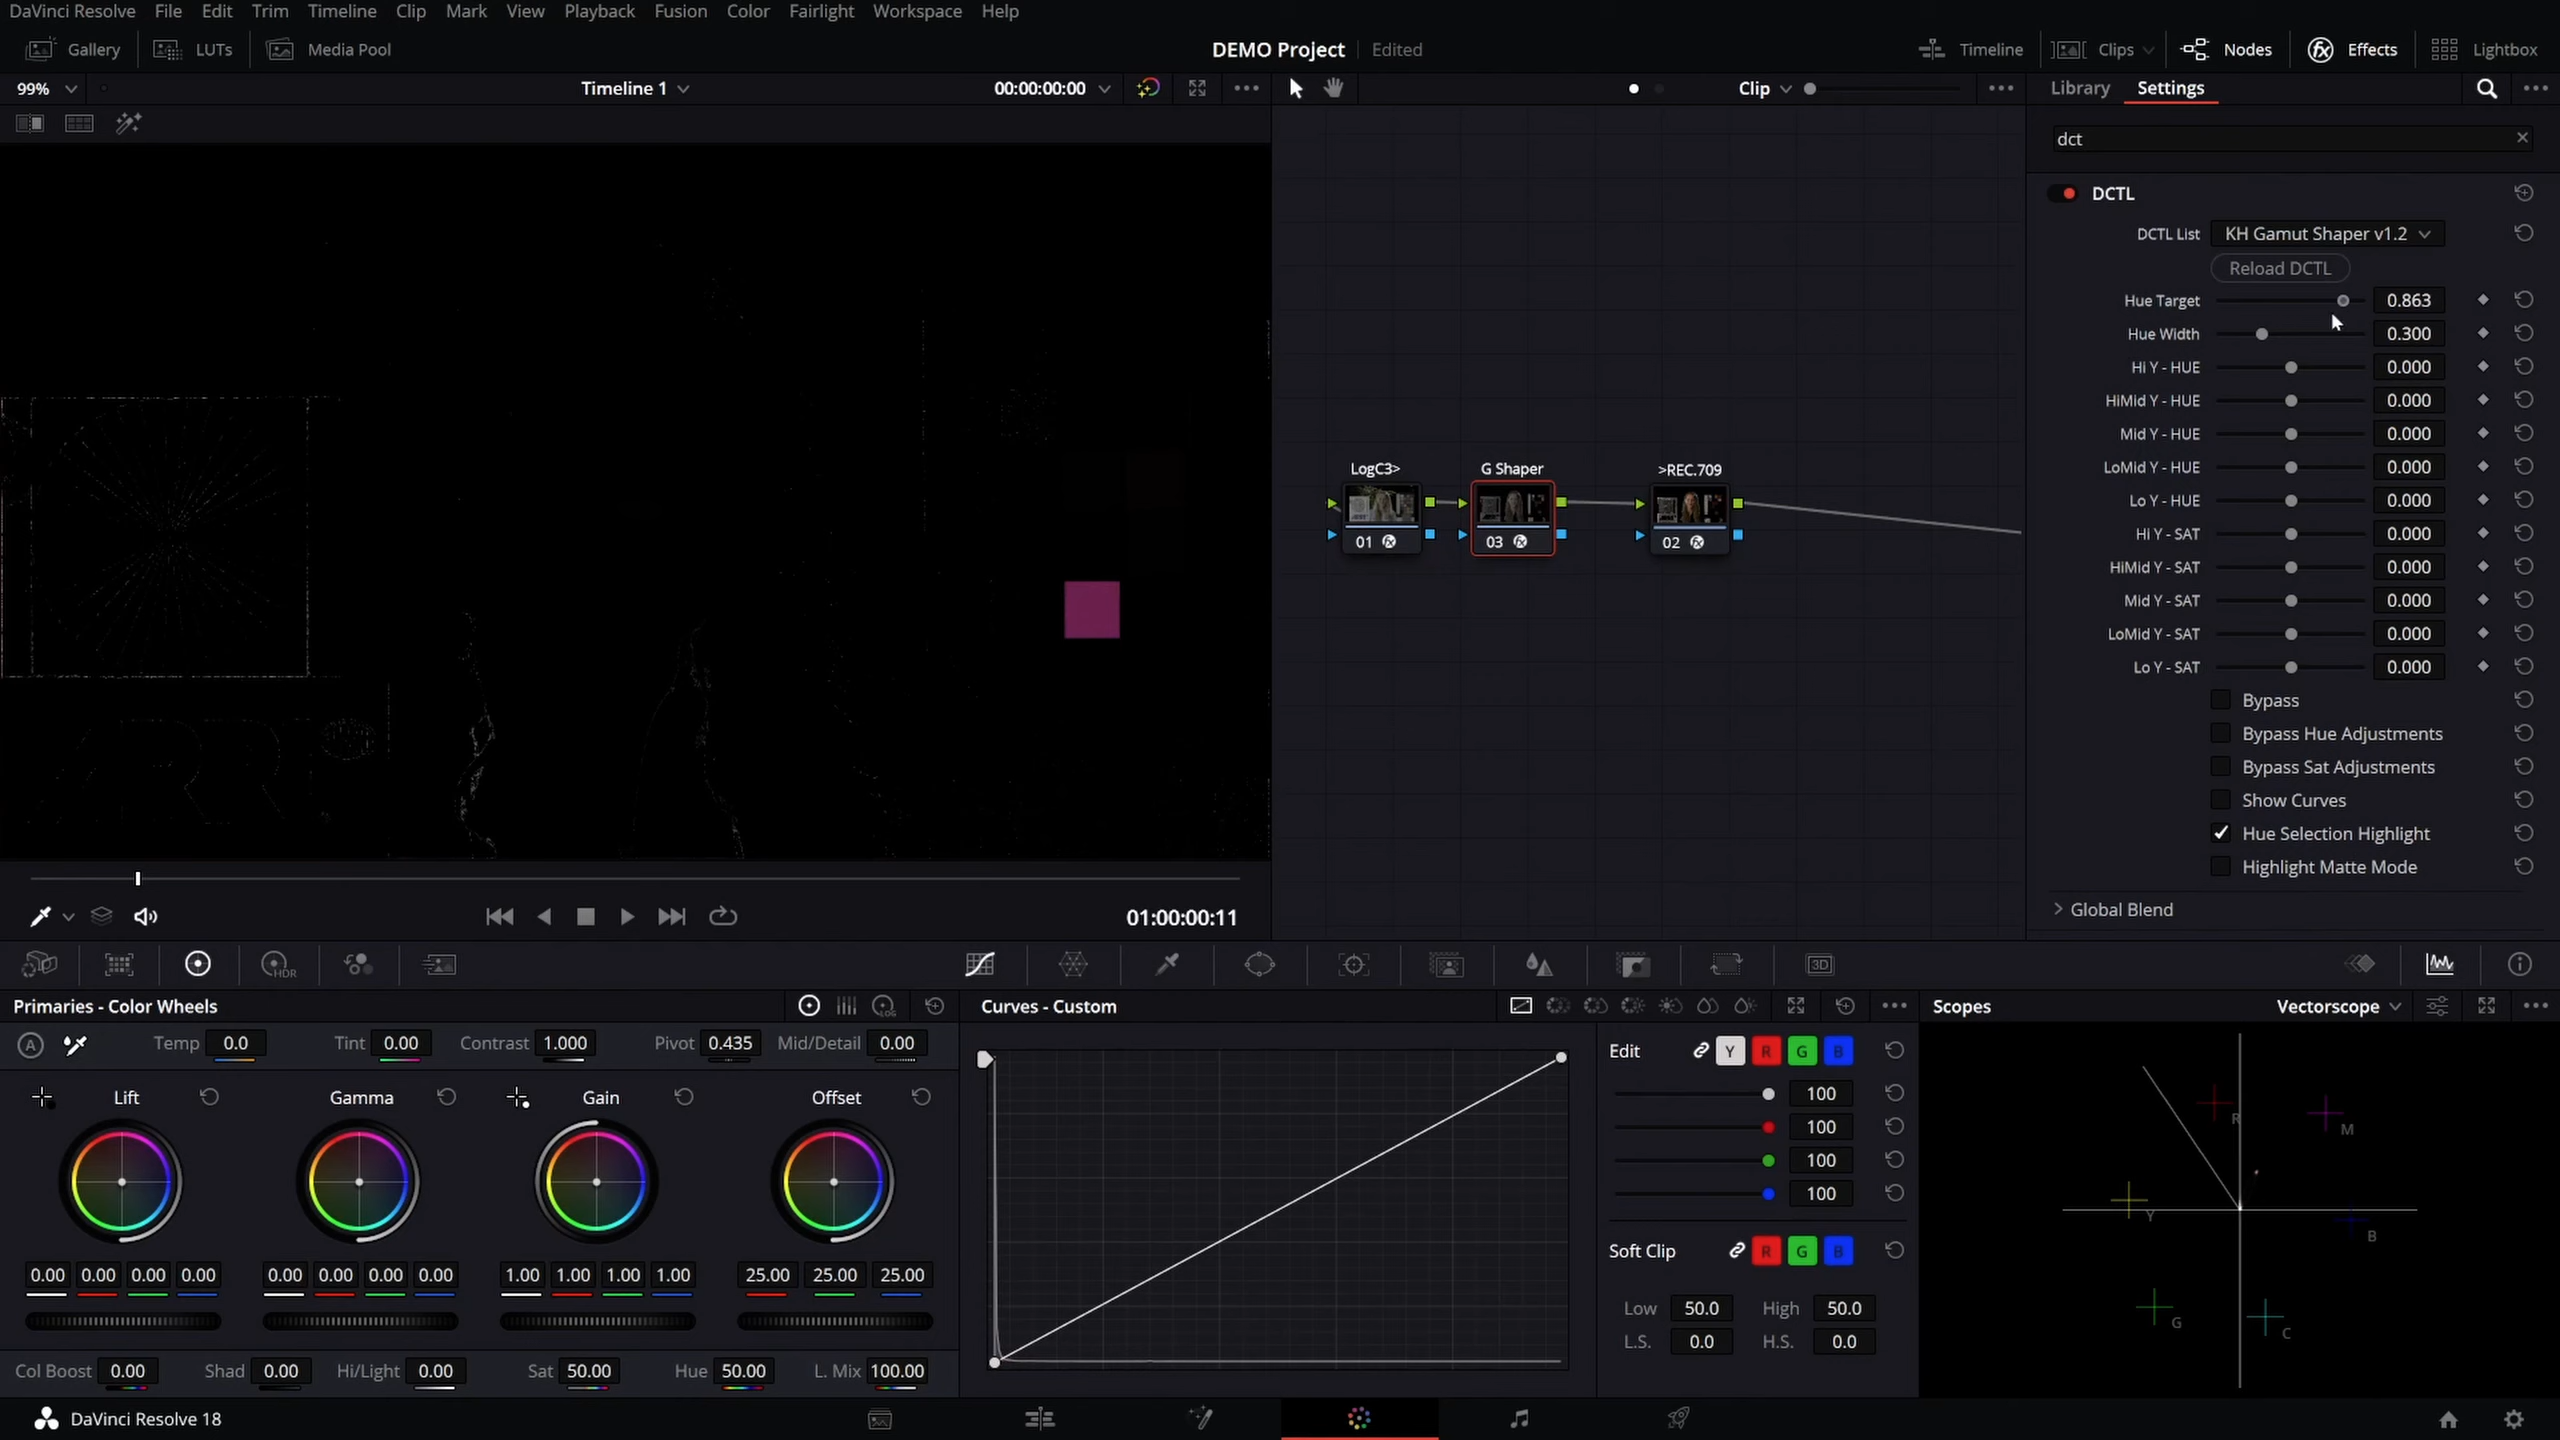 DaVinci Resolve File Edit Trim Timeline Clip Mark View Playback Fusion Color Fairlight Workspace Help
Gallery LUTs Media Pool DEMO Project Edited Timeline Clips Nodes Effects Lightbox
99% Timeline 1 00:00:00:00 Clip Library Settings
dct
DCTL
DCTL List KH Gamut Shaper v1.2
Reload DCTL
Hue Target 0.863
Hue Width 0.300
Hi Y - HUE 0.000
HiMid Y - HUE 0.000
Mid Y - HUE 0.000
LoMid Y - HUE 0.000
Lo Y - HUE 0.000
Hi Y - SAT 0.000
HiMid Y - SAT 0.000
Mid Y - SAT 0.000
LoMid Y - SAT 0.000
Lo Y - SAT 0.000
Bypass
Bypass Hue Adjustments
Bypass Sat Adjustments
Show Curves
Hue Selection Highlight
Highlight Matte Mode
Global Blend
LogC3> G Shaper >REC.709
01 03 02
01:00:00:11
HDR 3D
Primaries - Color Wheels LOG Curves - Custom Scopes Vectorscope
A Temp 0.0 Tint 0.00 Contrast 1.000 Pivot 0.435 Mid/Detail 0.00
Lift Gamma Gain Offset
0.00 0.00 0.00 0.00 0.00 0.00 0.00 0.00 1.00 1.00 1.00 1.00 25.00 25.00 25.00
Col Boost 0.00 Shad 0.00 Hi/Light 0.00 Sat 50.00 Hue 50.00 L. Mix 100.00
Edit Y R G B
100
100
100
100
Soft Clip R G B
Low 50.0 High 50.0
L.S. 0.0 H.S. 0.0
R
M
Y
B
G
C
DaVinci Resolve 18